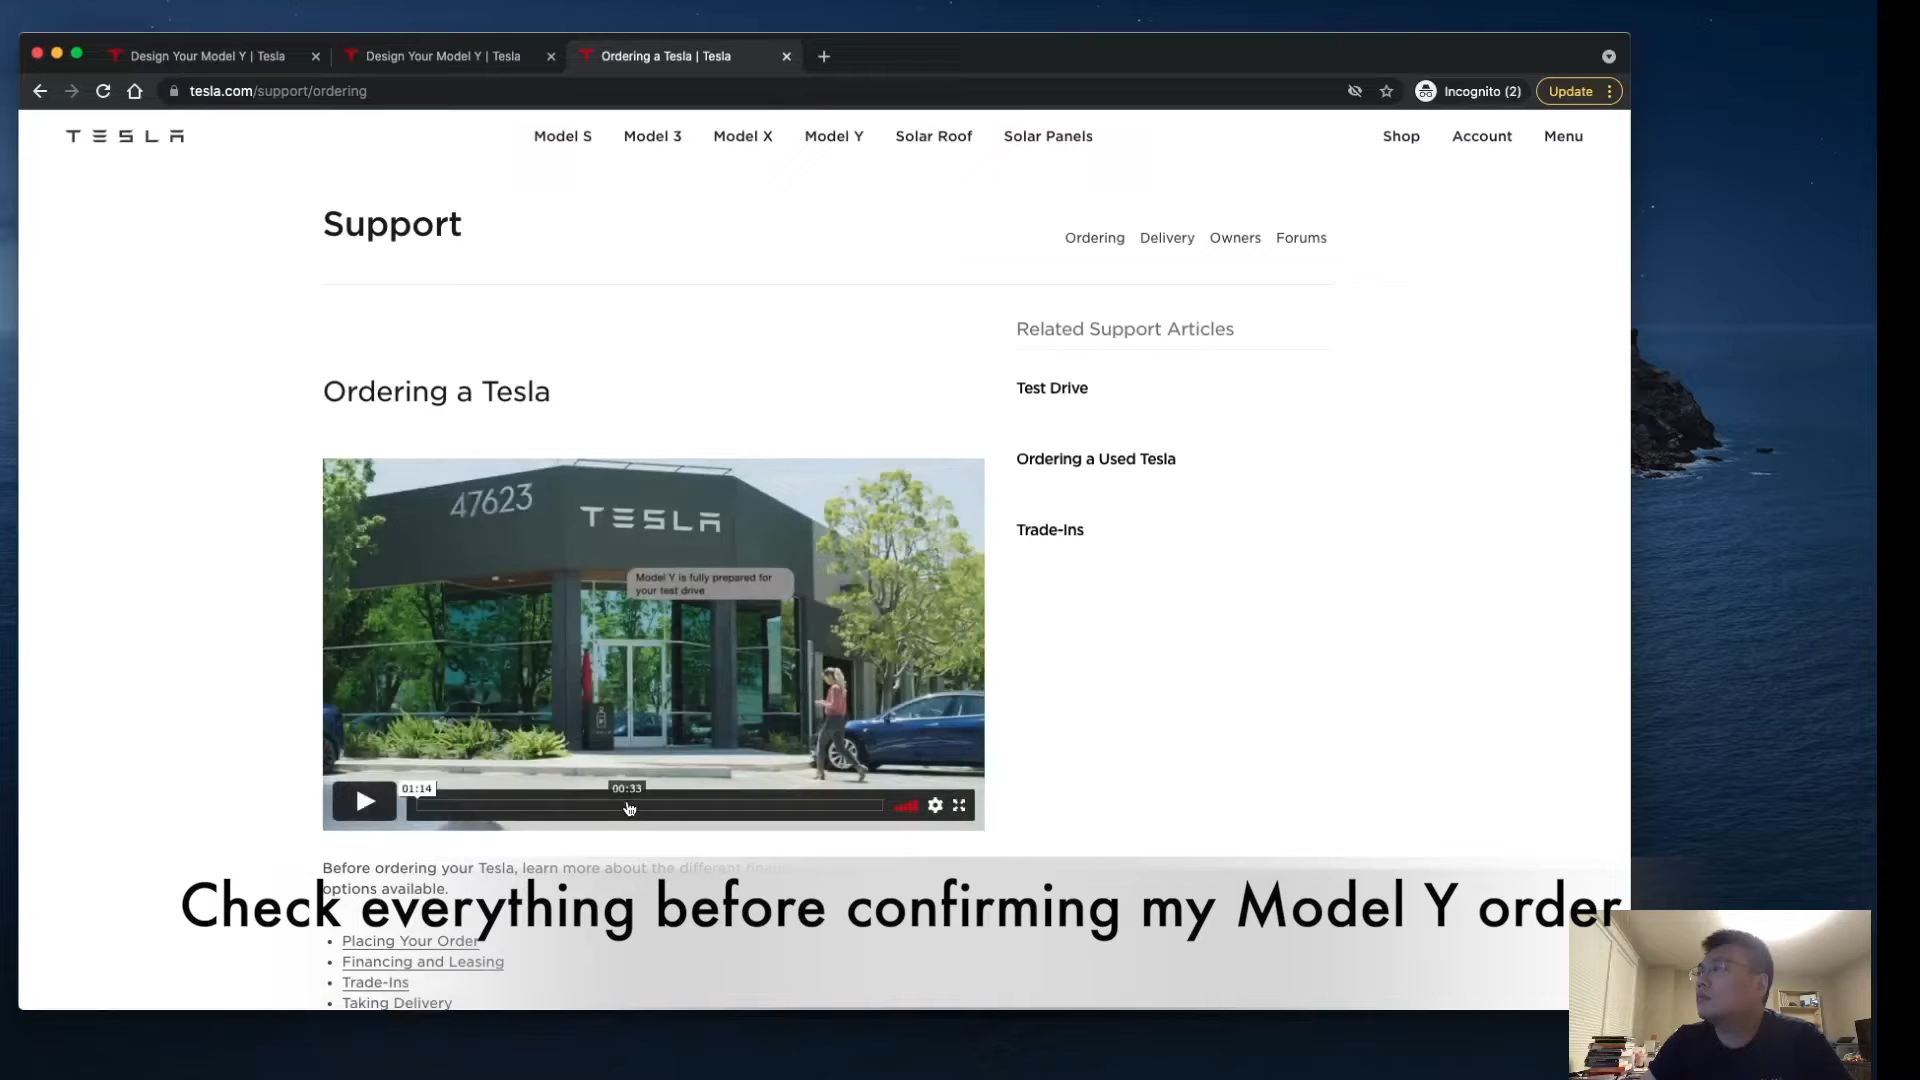 Design Your Model Y | Tesla
Design Your Model Y | Tesla
Ordering a Tesla | Tesla
tesla.com/support/ordering
Incognito (2)
Update
TESLA
Model S
Model 3
Model X
Model Y
Solar Roof
Solar Panels
Shop
Account
Menu
Support
Ordering
Delivery
Owners
Forums
Related Support Articles
Ordering a Tesla
Test Drive
Ordering a Used Tesla
Trade-Ins
47623
TESLA
Model Y is fully prepared for
your test drive
01:14
00:33
Before ordering your Tesla, learn more about the different
options available.
Check everything before confirming my Model Y order
Placing Your Order
Financing and Leasing
Trade-Ins
Taking Delivery